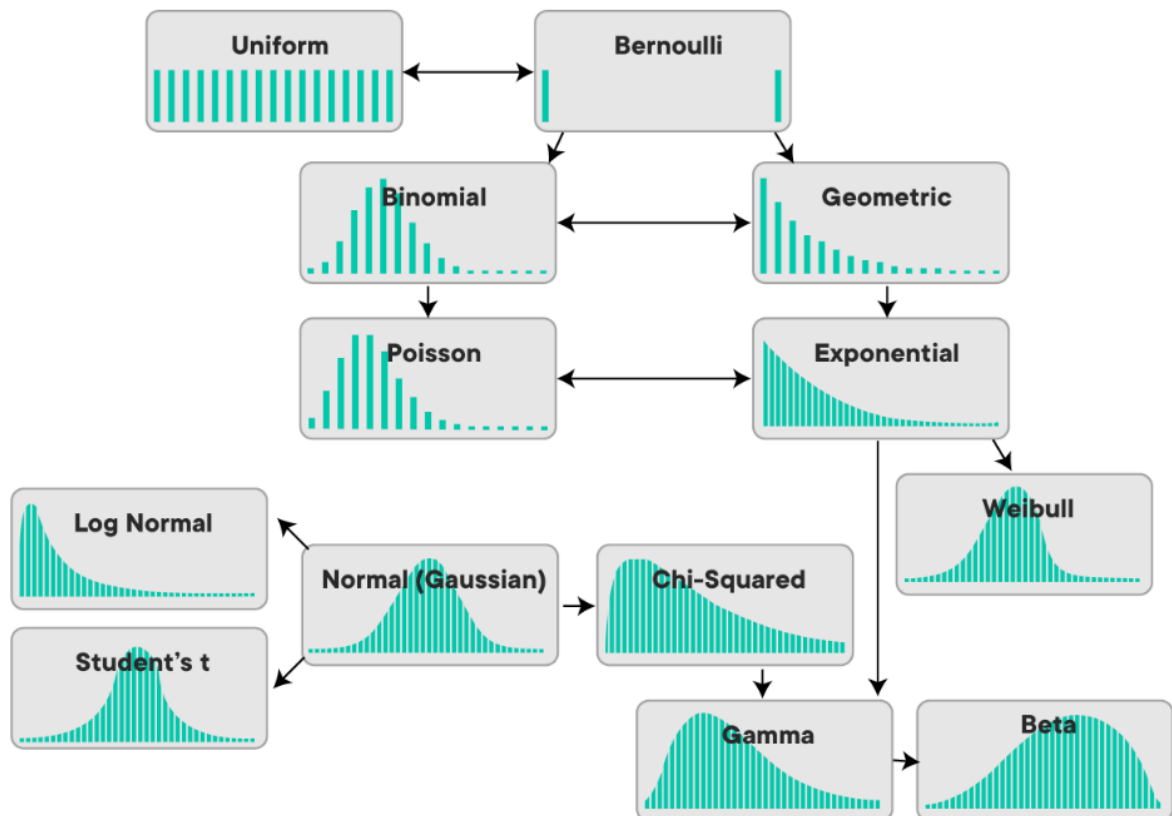 Uniform
Bernoulli
Binomial
Geometric
Poisson
Exponential
Weibull
Log Normal
Normal (Gaussian)
Chi-Squared
Student's t
Gamma
Beta